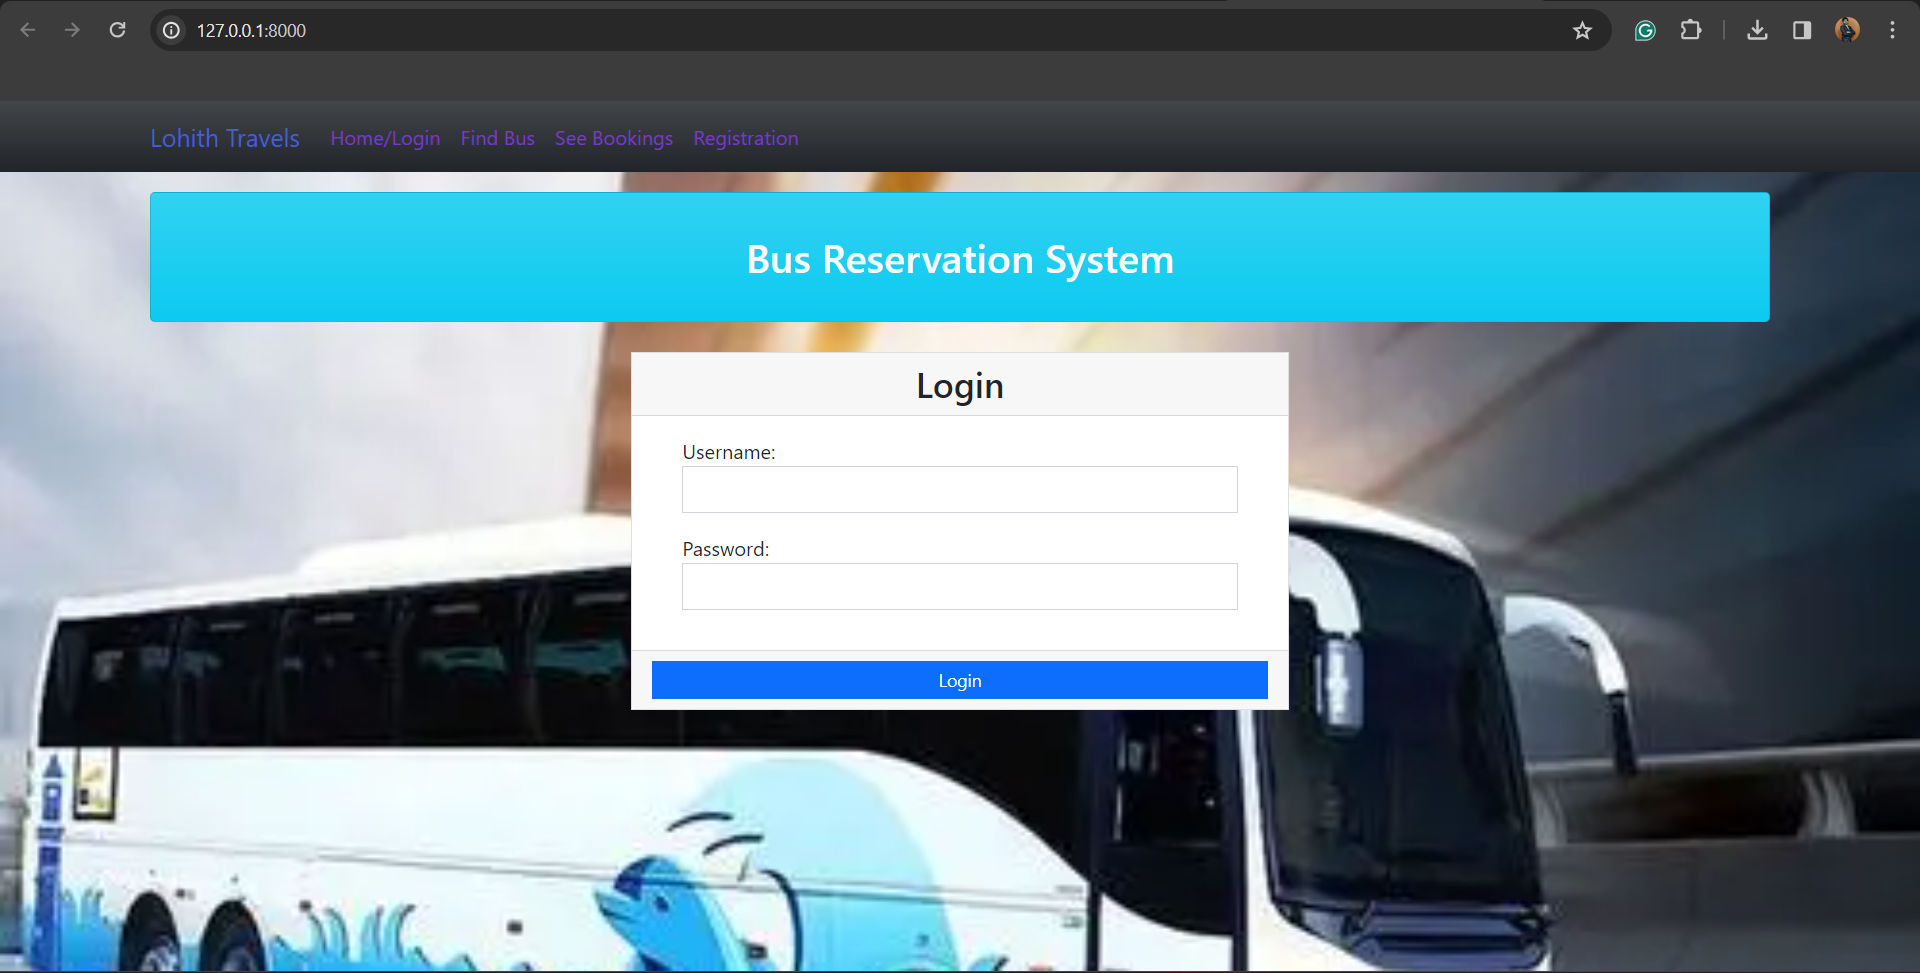 127.0.0.1:8000
Lohith Travels Home/Login Find Bus See Bookings Registration
Bus Reservation System
Login
Username:
Password:
Login